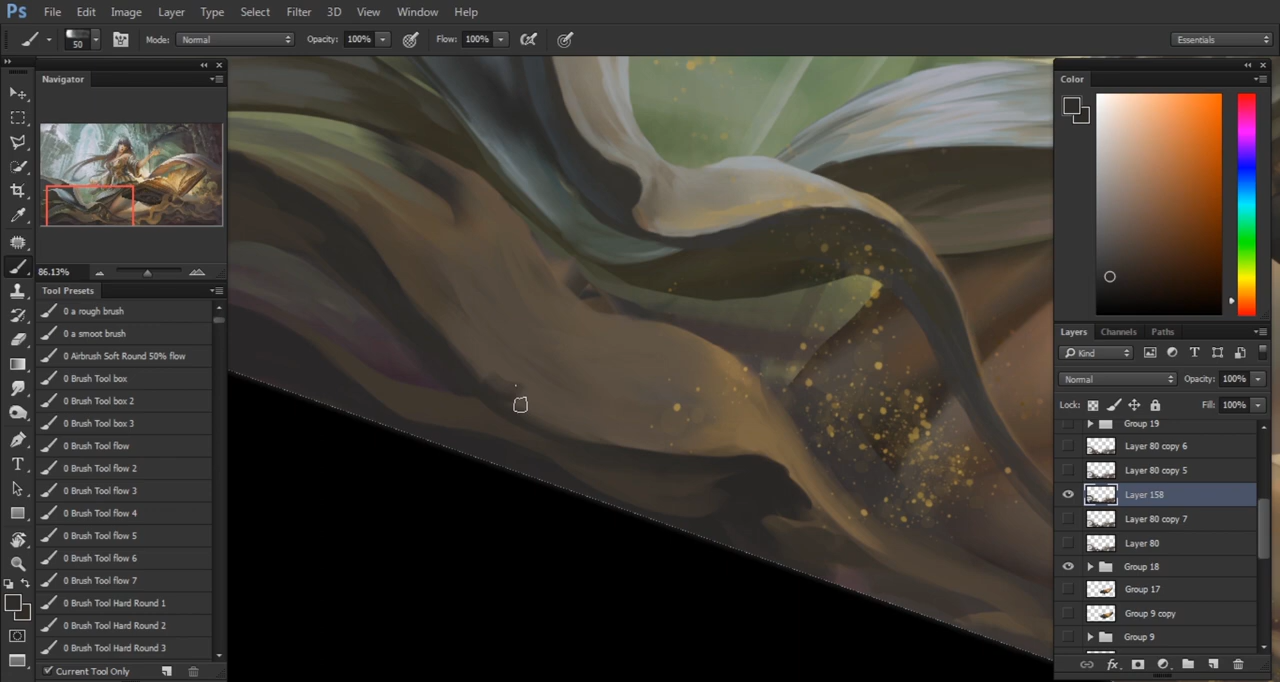 Ps File Edit Image Layer Type Select Filter 3D View Window Help
50 Mode: Normal Opacity: 100% Flow: 100% Essentials
Navigator
86.13%
Tool Presets
0 a rough brush
0 a smoot brush
0 Airbrush Soft Round 50% flow
0 Brush Tool box
0 Brush Tool box 2
0 Brush Tool box 3
0 Brush Tool flow
0 Brush Tool flow 2
0 Brush Tool flow 3
0 Brush Tool flow 4
0 Brush Tool flow 5
0 Brush Tool flow 6
0 Brush Tool flow 7
0 Brush Tool Hard Round 1
0 Brush Tool Hard Round 2
0 Brush Tool Hard Round 3
Current Tool Only
Color
Layers Channels Paths
Kind
Normal Opacity: 100%
Lock: Fill: 100%
Group 19
Layer 80 copy 6
Layer 80 copy 5
Layer 158
Layer 80 copy 7
Layer 80
Group 18
Group 17
Group 9 copy
Group 9
fx